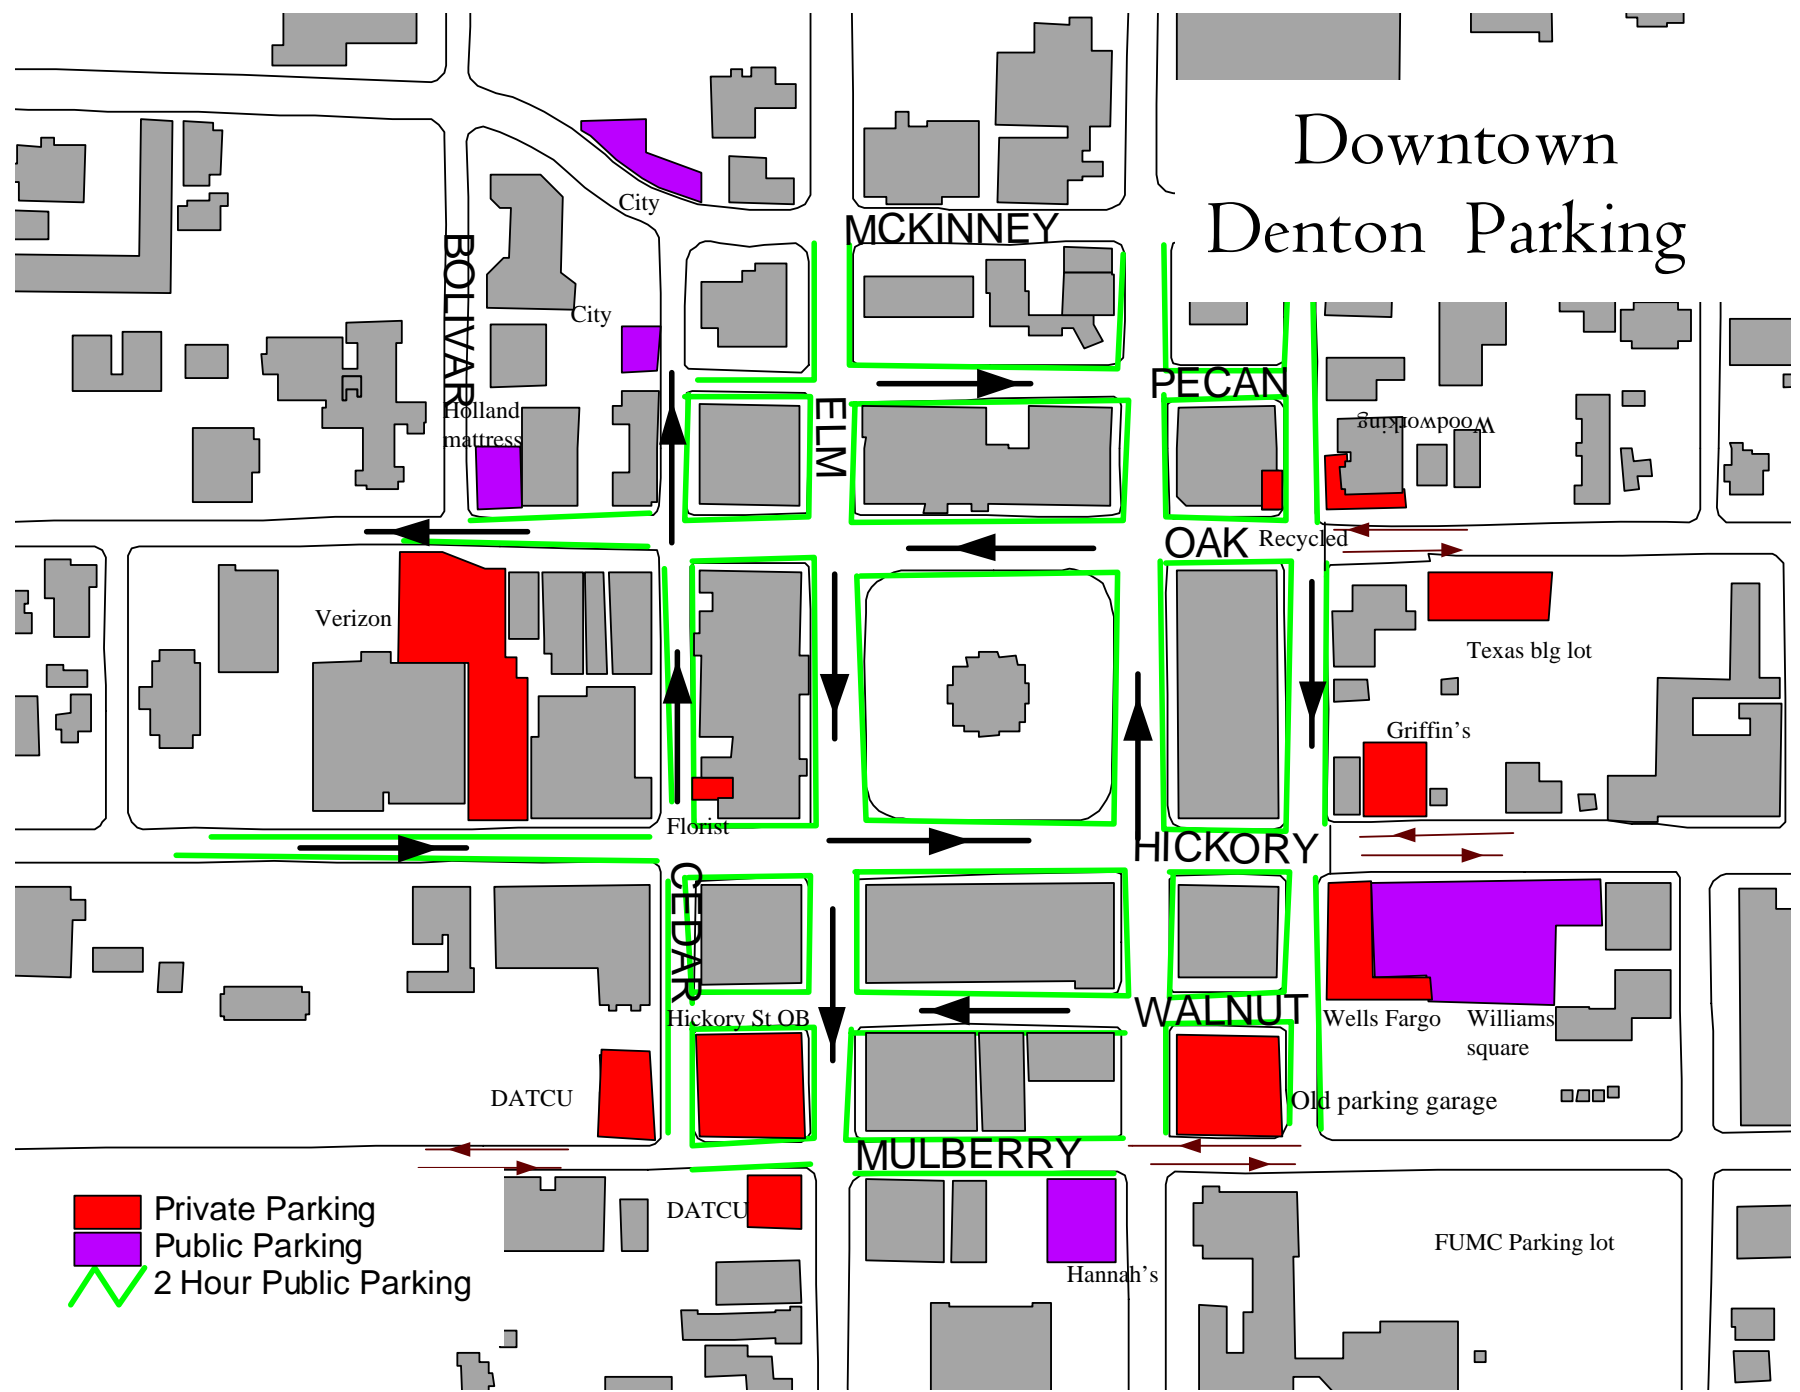 Downtown
Denton Parking
City
MCKINNEY
BOLIVAR
City
PECAN
Holland
mattress
ELM
Woodworking
OAK
Recycled
Verizon
Texas blg lot
Griffin's
Florist
HICKORY
CEDAR
WALNUT
Hickory St OB
Wells Fargo
Williams
square
DATCU
Old parking garage
MULBERRY
Private Parking
DATCU
Public Parking
FUMC Parking lot
Hannah's
2 Hour Public Parking